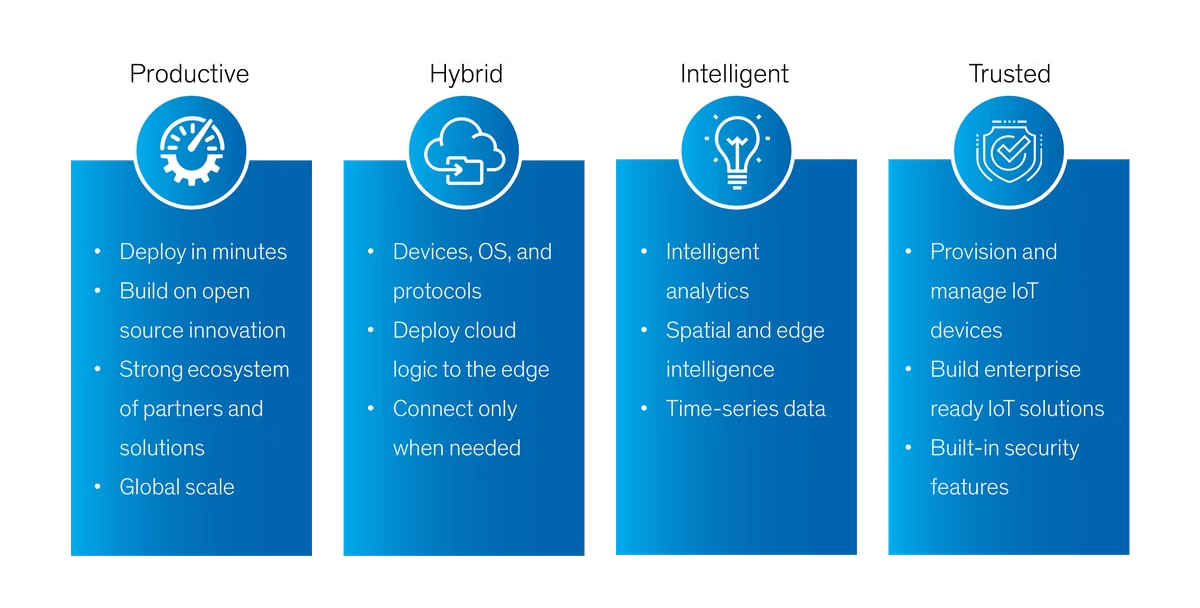 Productive
• Deploy in minutes
• Build on open
source innovation
• Strong ecosystem
of partners and
solutions
• Global scale
Hybrid
• Devices, OS, and
protocols
• Deploy cloud
logic to the edge
• Connect only
when needed
Intelligent
• Intelligent
analytics
• Spatial and edge
intelligence
• Time-series data
Trusted
• Provision and
manage IoT
devices
• Build enterprise
ready IoT solutions
• Built-in security
features